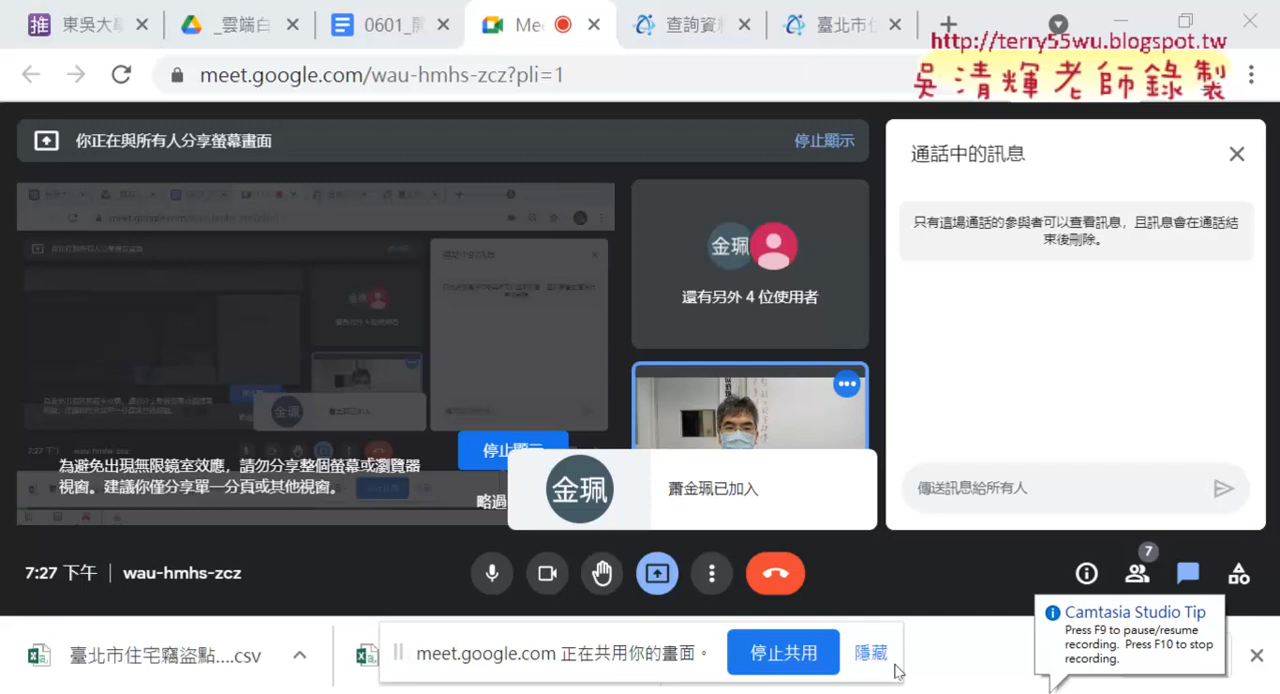 東吳大學
_雲端白
0601_
Mee
查詢資料
臺北市住
http://terry55wu.blogspot.tw
吳清輝老師錄製
meet.google.com/wau-hmhs-zcz?pli=1
你正在與所有人分享螢幕畫面
停止顯示
通話中的訊息
只有這場通話的參與者可以查看訊息，且訊息會在通話結
束後刪除。
金珮
還有另外 4 位使用者
停止顯示
為避免出現無限鏡室效應，請勿分享整個螢幕或瀏覽器
視窗。建議你僅分享單一分頁或其他視窗。
略過
金珮
蕭金珮已加入
傳送訊息給所有人
7:27 下午
wau-hmhs-zcz
7
Camtasia Studio Tip
Press F9 to pause/resume
recording. Press F10 to stop
recording.
臺北市住宅竊盜點....csv
meet.google.com 正在共用你的畫面。
停止共用
隱藏